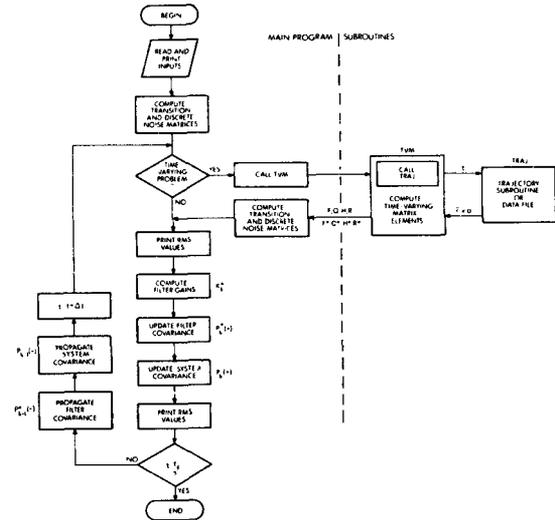 BEGIN
MAIN PROGRAM
SUBROUTINES
READ AND
PRINT
INPUTS
COMPUTE
TRANSITION
AND DISCRETE
NOISE MATRICES
TIME
VARYING
PROBLEM
YES
CALL TVM
TVM
CALL
TRAJ
COMPUTE
TIME-VARYING
MATRIX
ELEMENTS
t
TRAJ
TRAJECTORY
SUBROUTINE
OR
DATA FILE
NO
COMPUTE
TRANSITION
AND DISCRETE
NOISE MATRICES
F,Q,H,R
F* Q* H* R*
PRINT RMS
VALUES
COMPUTE
FILTER GAINS
UPDATE FILTER
COVARIANCE
UPDATE SYSTEM
COVARIANCE
PRINT RMS
VALUES
PROPAGATE
SYSTEM
COVARIANCE
PROPAGATE
FILTER
COVARIANCE
NO
YES
END